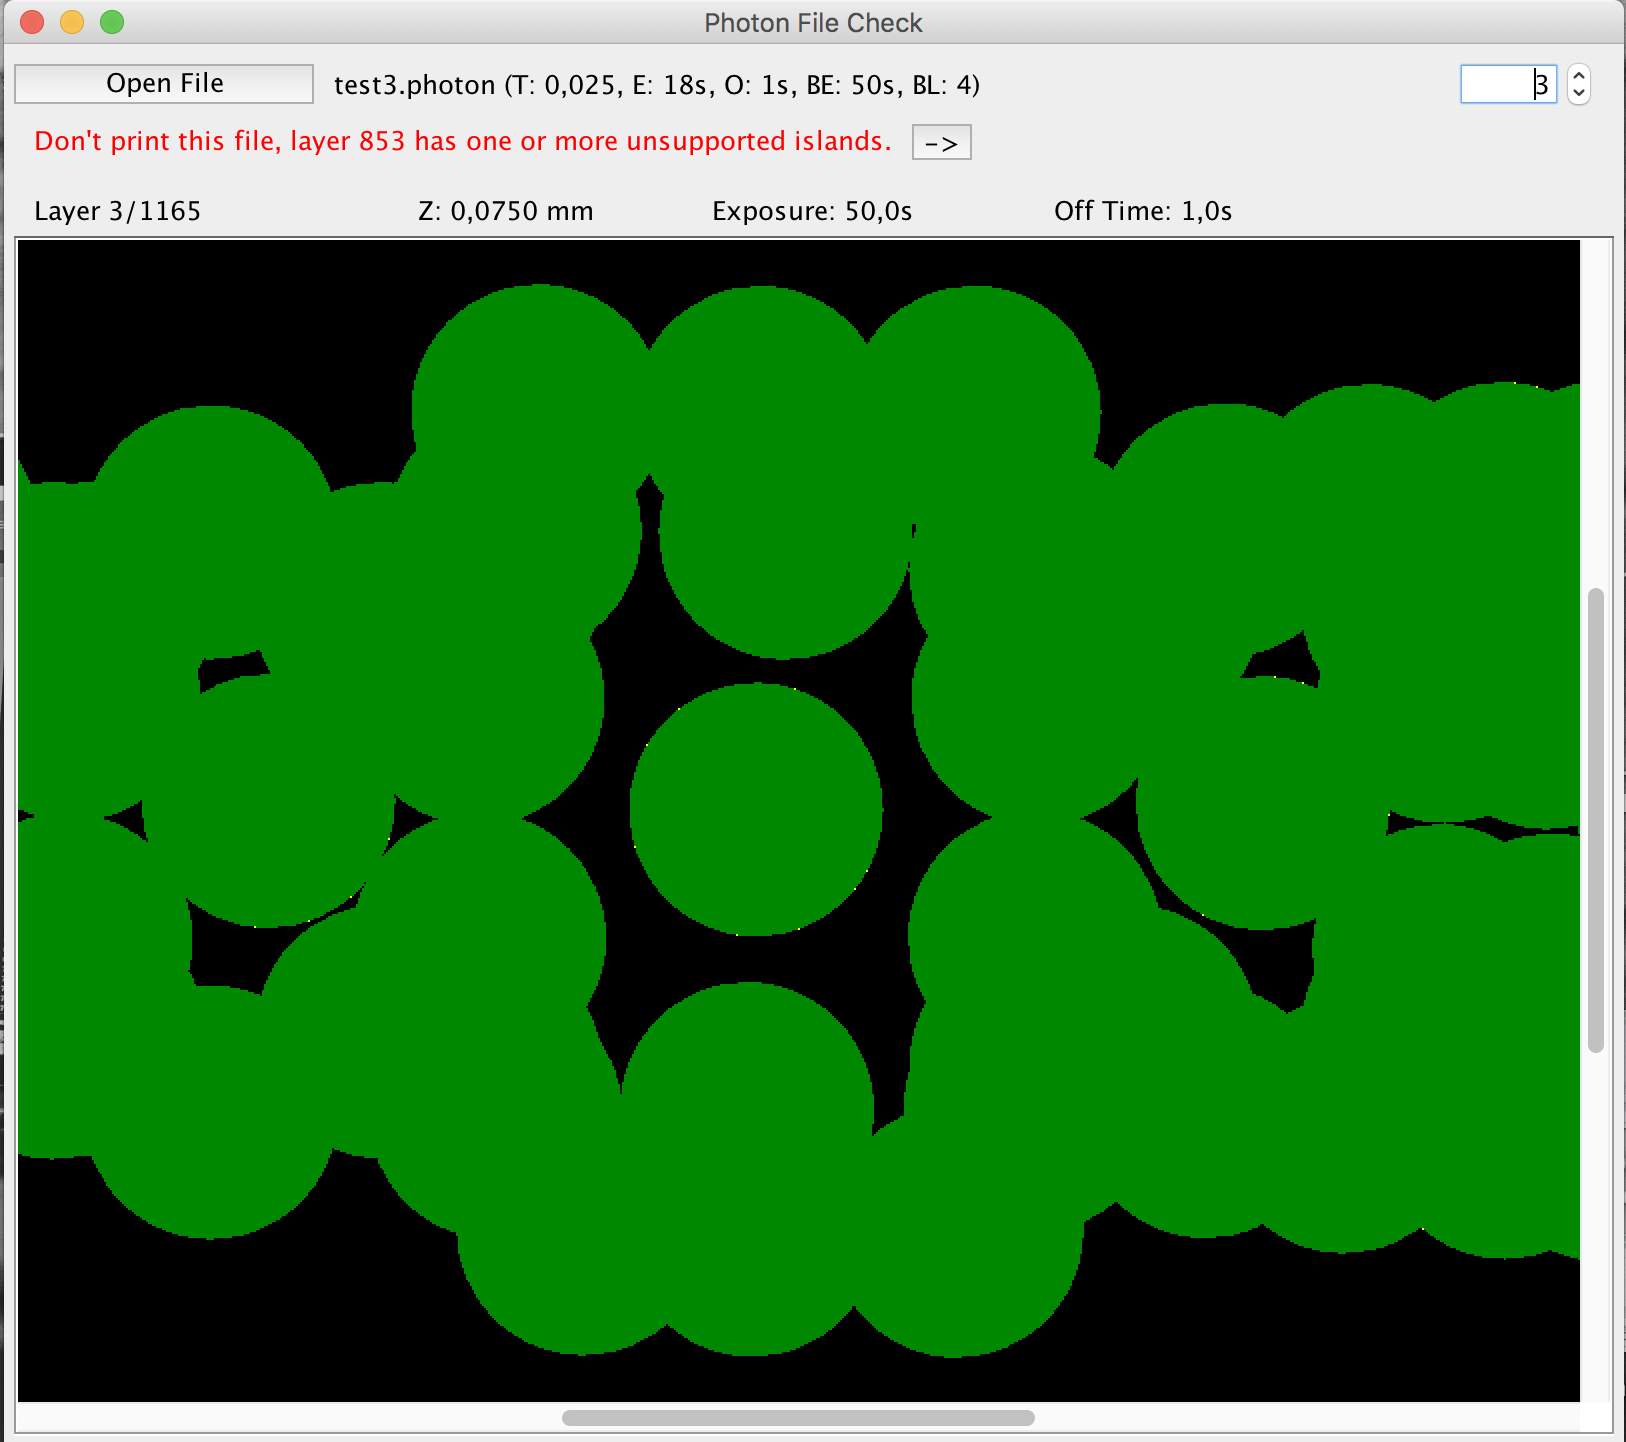 Photon File Check
Open File test3.photon (T: 0,025, E: 18s, O: 1s, BE: 50s, BL: 4) 3
Don't print this file, layer 853 has one or more unsupported islands. ->
Layer 3/1165 Z: 0,0750 mm Exposure: 50,0s Off Time: 1,0s